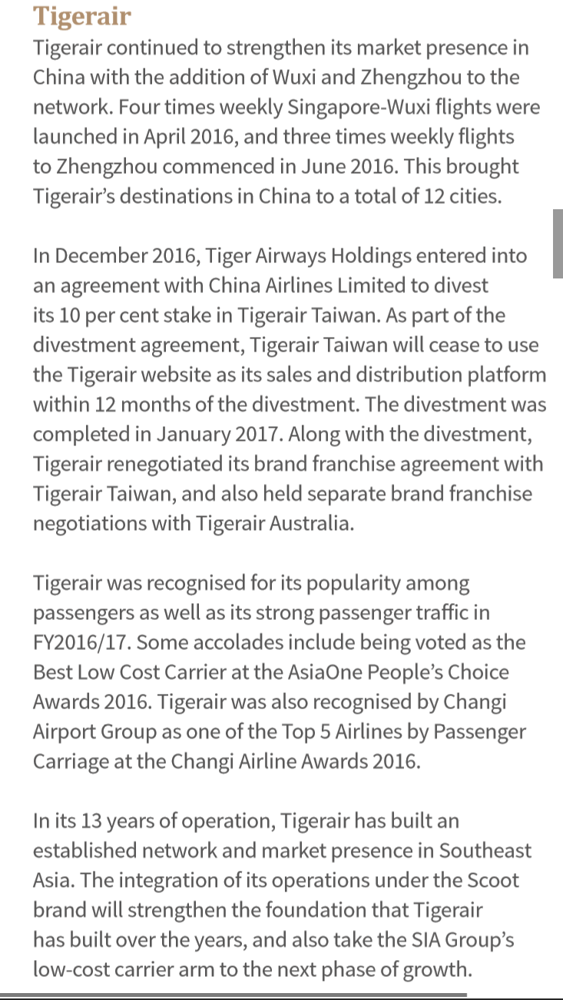 Tigerair
Tigerair continued to strengthen its market presence in
China with the addition of Wuxi and Zhengzhou to the
network. Four times weekly Singapore-Wuxi flights were
launched in April 2016, and three times weekly flights
to Zhengzhou commenced in June 2016. This brought
Tigerair’s destinations in China to a total of 12 cities.
In December 2016, Tiger Airways Holdings entered into
an agreement with China Airlines Limited to divest
its 10 per cent stake in Tigerair Taiwan. As part of the
divestment agreement, Tigerair Taiwan will cease to use
the Tigerair website as its sales and distribution platform
within 12 months of the divestment. The divestment was
completed in January 2017. Along with the divestment,
Tigerair renegotiated its brand franchise agreement with
Tigerair Taiwan, and also held separate brand franchise
negotiations with Tigerair Australia.
Tigerair was recognised for its popularity among
passengers as well as its strong passenger traffic in
FY2016/17. Some accolades include being voted as the
Best Low Cost Carrier at the AsiaOne People’s Choice
Awards 2016. Tigerair was also recognised by Changi
Airport Group as one of the Top 5 Airlines by Passenger
Carriage at the Changi Airline Awards 2016.
In its 13 years of operation, Tigerair has built an
established network and market presence in Southeast
Asia. The integration of its operations under the Scoot
brand will strengthen the foundation that Tigerair
has built over the years, and also take the SIA Group’s
low-cost carrier arm to the next phase of growth.